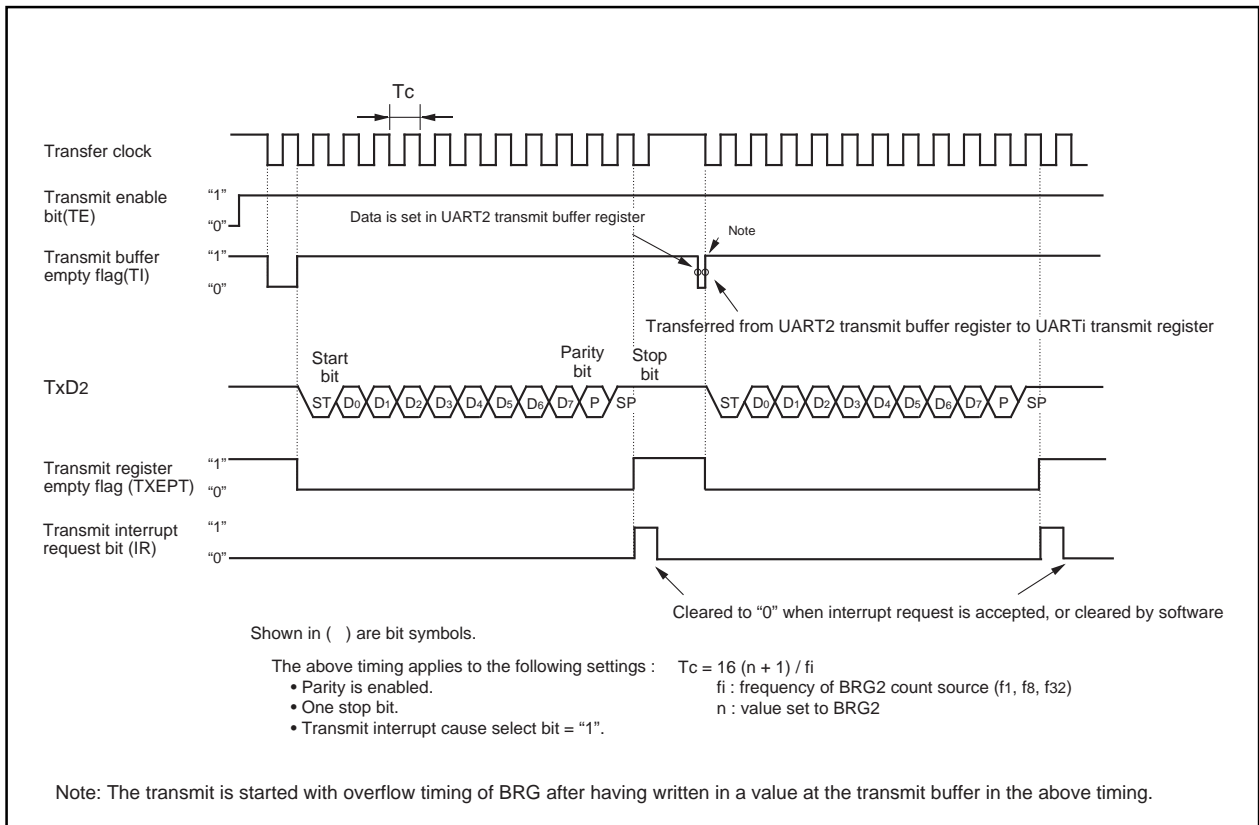 Tc
Transfer clock
Transmit enable
bit(TE)
“1”
“0”
Data is set in UART2 transmit buffer register
Note
Transmit buffer
empty flag(TI)
“1”
“0”
Transferred from UART2 transmit buffer register to UARTi transmit register
Start
bit
Parity
bit
Stop
bit
TxD2
ST D0 D1 D2 D3 D4 D5 D6 D7 P SP
ST D0 D1 D2 D3 D4 D5 D6 D7 P SP
Transmit register
empty flag (TXEPT)
“1”
“0”
Transmit interrupt
request bit (IR)
“1”
“0”
Cleared to “0” when interrupt request is accepted, or cleared by software
Shown in ( ) are bit symbols.
The above timing applies to the following settings :
• Parity is enabled.
• One stop bit.
• Transmit interrupt cause select bit = “1”.
Tc = 16 (n + 1) / fi
fi : frequency of BRG2 count source (f1, f8, f32)
n : value set to BRG2
Note: The transmit is started with overflow timing of BRG after having written in a value at the transmit buffer in the above timing.